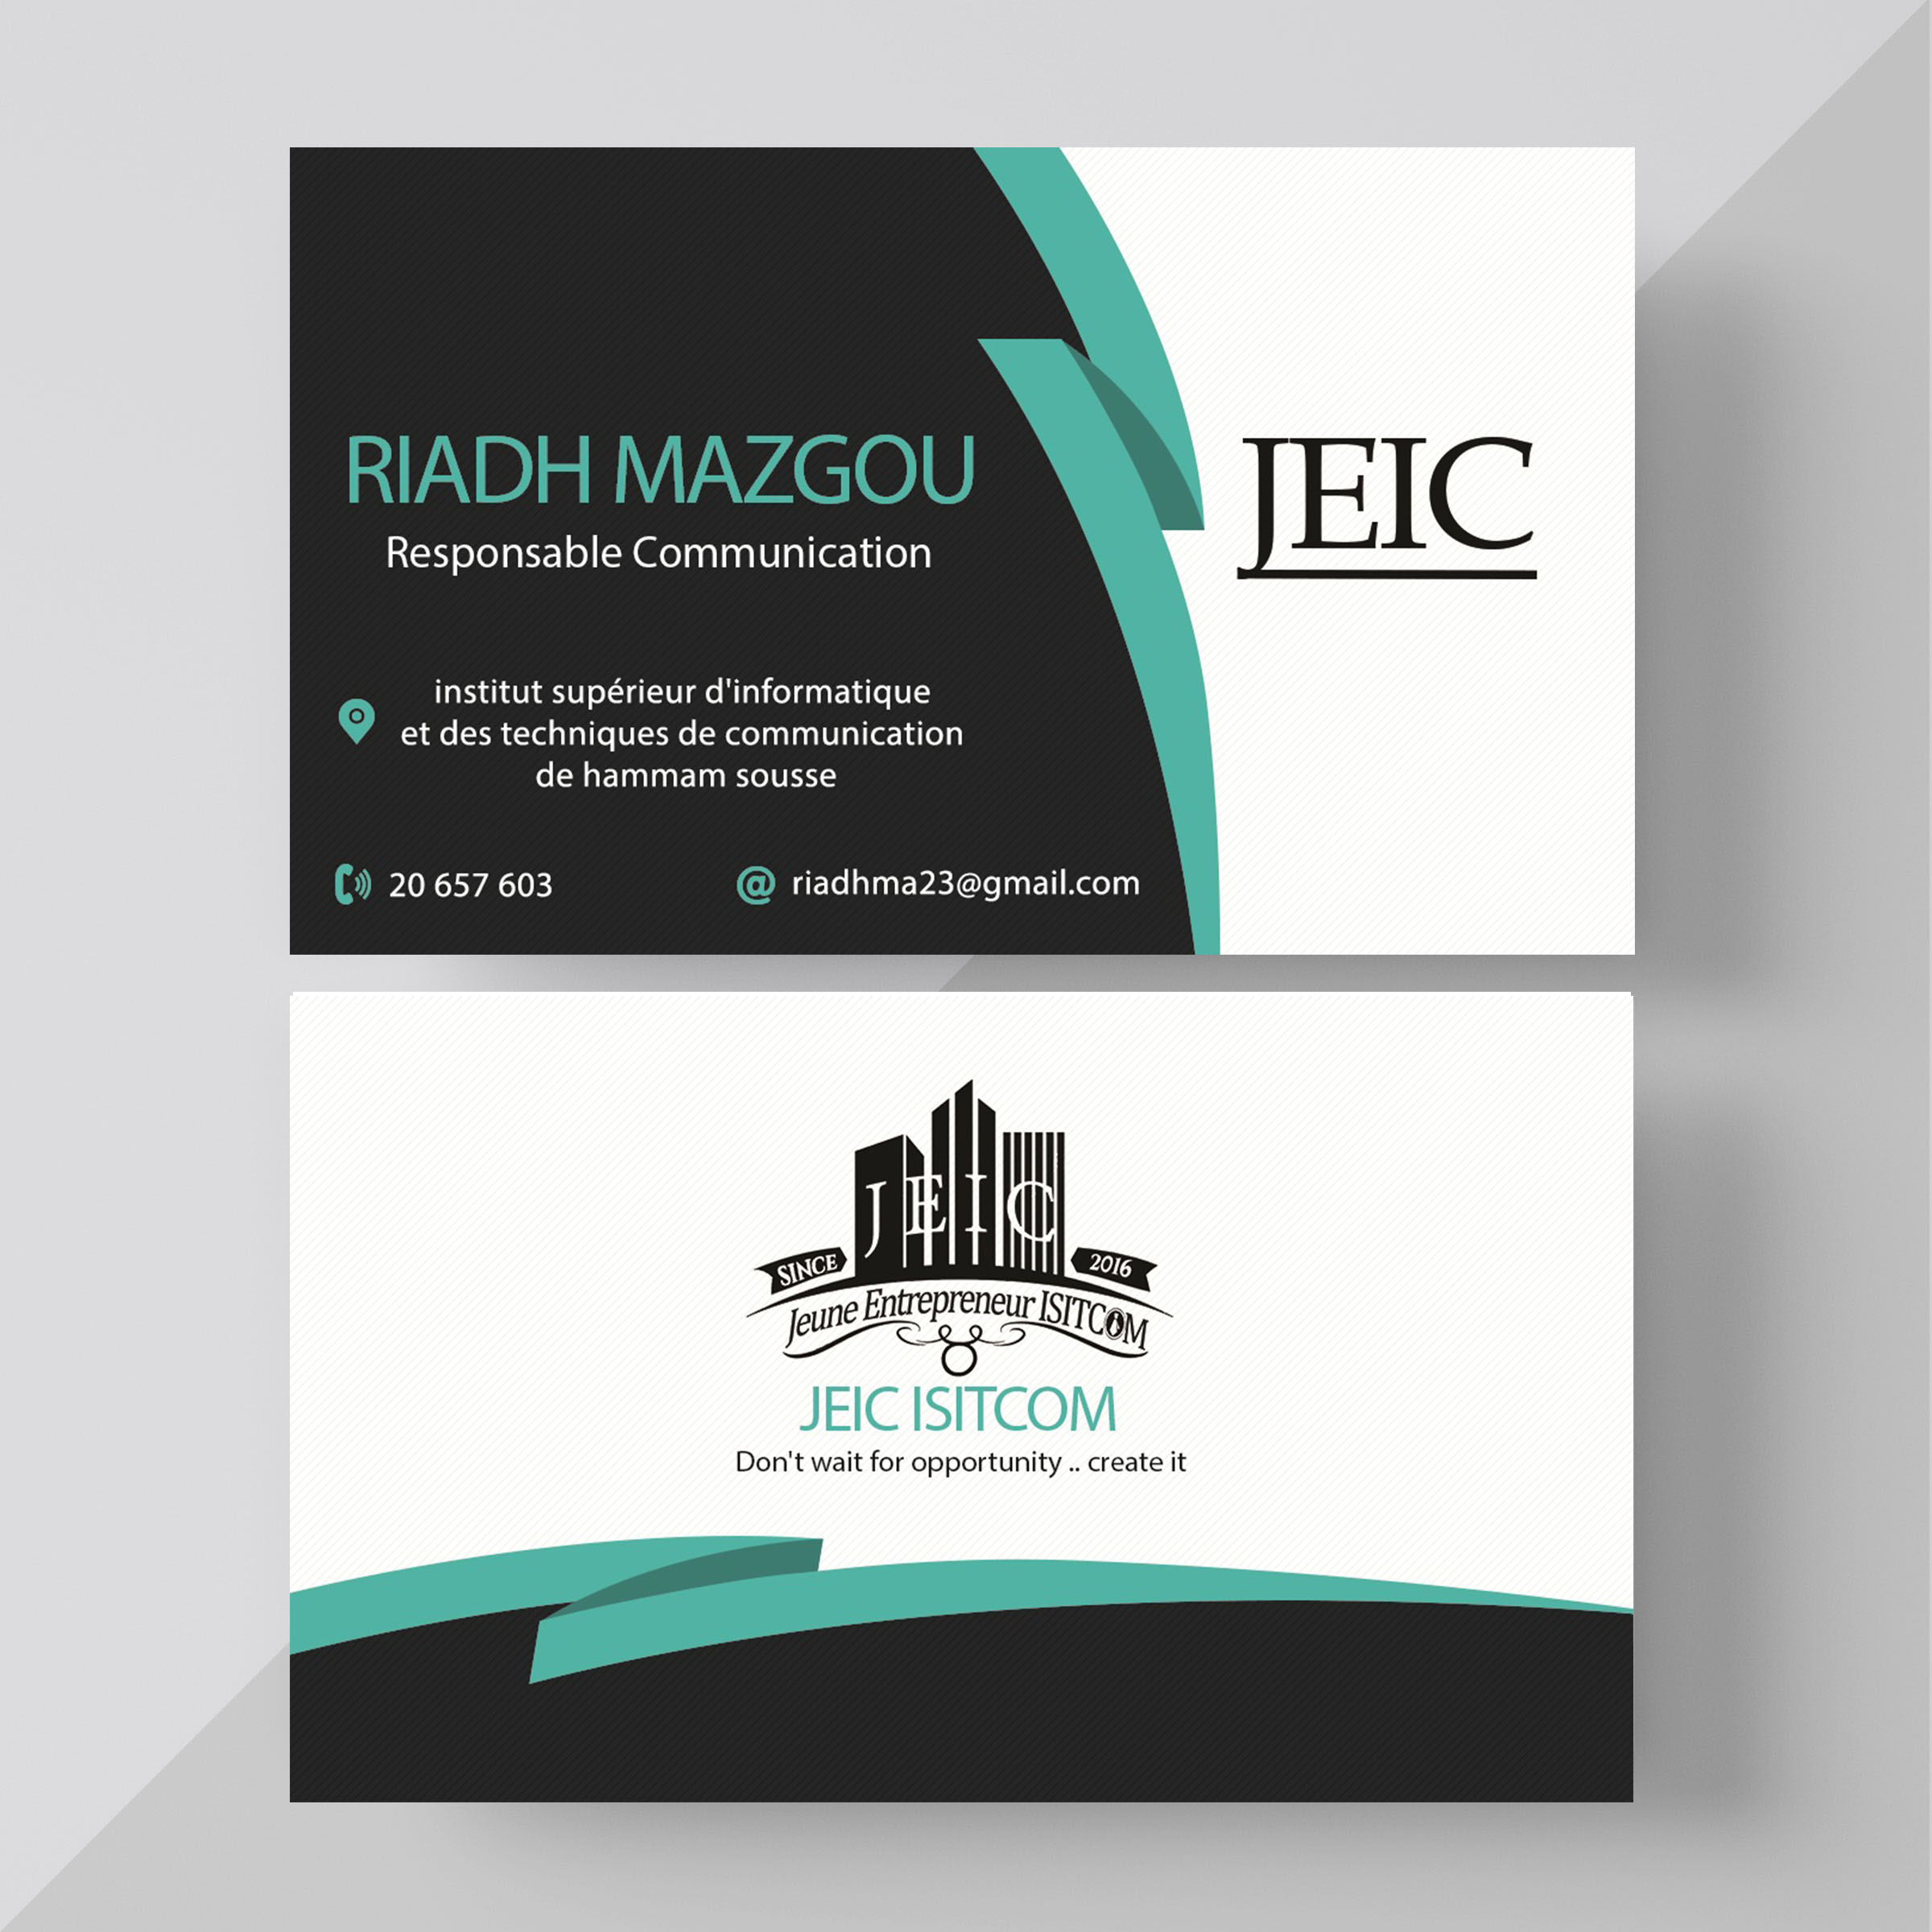 RIADH MAZGOU
Responsable Communication
institut supérieur d'informatique
et des techniques de communication
de hammam sousse
20 657 603
@ riadhma23@gmail.com
JEIC
JEIC
SINCE
2016
Jeune Entrepreneur ISITCOM
JEIC ISITCOM
Don't wait for opportunity .. create it